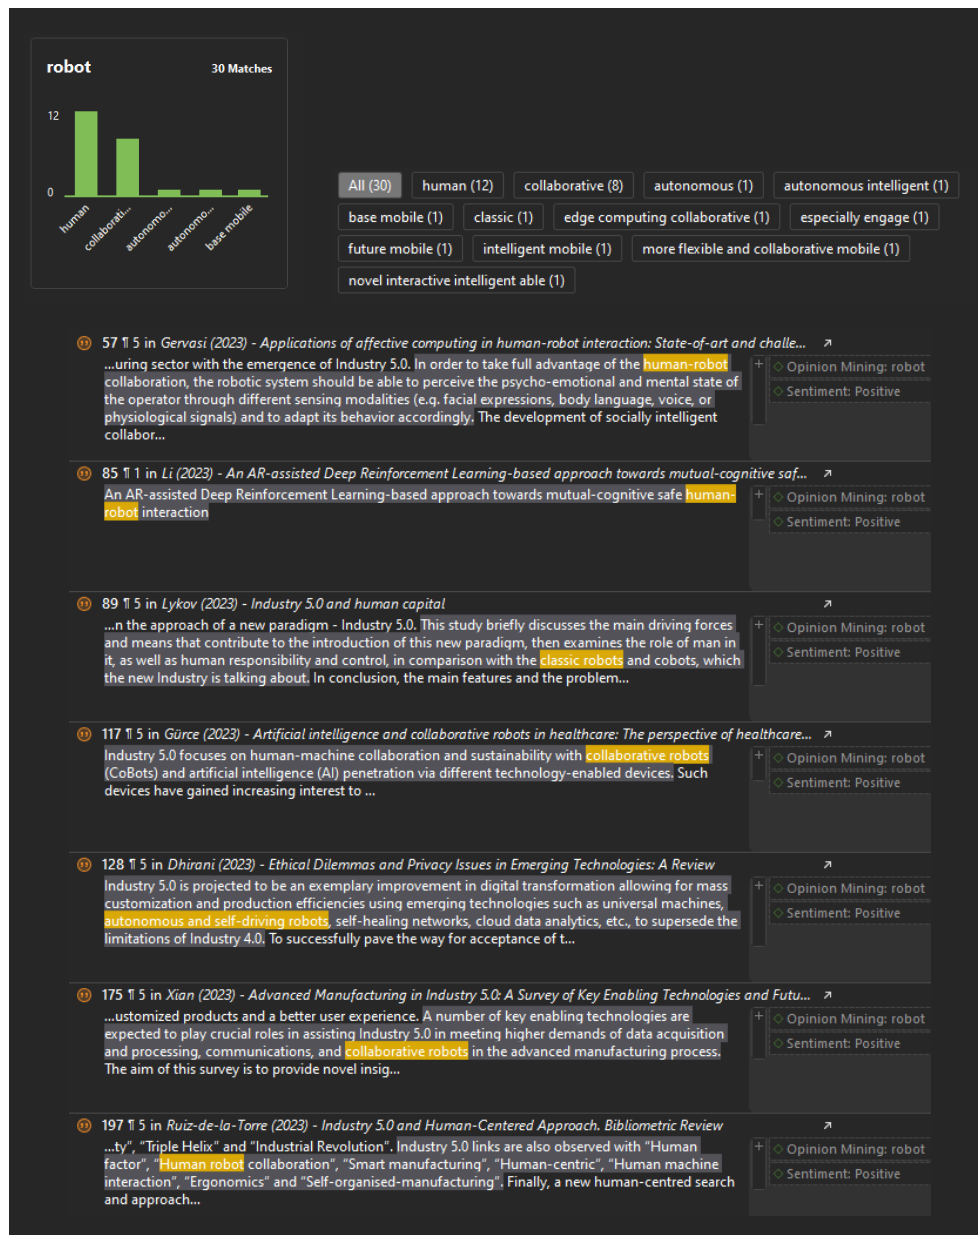 robot 30 Matches
12
0
human
collaborati...
autonomo...
autonomo...
base mobile
All (30) human (12) collaborative (8) autonomous (1) autonomous intelligent (1)
base mobile (1) classic (1) edge computing collaborative (1) especially engage (1)
future mobile (1) intelligent mobile (1) more flexible and collaborative mobile (1)
novel interactive intelligent able (1)
57 ¶ 5 in Gervasi (2023) - Applications of affective computing in human-robot interaction: State-of-art and challe...
...uring sector with the emergence of Industry 5.0. In order to take full advantage of the human-robot
collaboration, the robotic system should be able to perceive the psycho-emotional and mental state of
the operator through different sensing modalities (e.g. facial expressions, body language, voice, or
physiological signals) and to adapt its behavior accordingly. The development of socially intelligent
collabor...
+ Opinion Mining: robot
Sentiment: Positive
85 ¶ 1 in Li (2023) - An AR-assisted Deep Reinforcement Learning-based approach towards mutual-cognitive saf...
An AR-assisted Deep Reinforcement Learning-based approach towards mutual-cognitive safe human-
robot interaction
+ Opinion Mining: robot
Sentiment: Positive
89 ¶ 5 in Lykov (2023) - Industry 5.0 and human capital
...n the approach of a new paradigm - Industry 5.0. This study briefly discusses the main driving forces
and means that contribute to the introduction of this new paradigm, then examines the role of man in
it, as well as human responsibility and control, in comparison with the classic robots and cobots, which
the new Industry is talking about. In conclusion, the main features and the problem...
+ Opinion Mining: robot
Sentiment: Positive
117 ¶ 5 in Gürce (2023) - Artificial intelligence and collaborative robots in healthcare: The perspective of healthcare...
Industry 5.0 focuses on human-machine collaboration and sustainability with collaborative robots
(CoBots) and artificial intelligence (AI) penetration via different technology-enabled devices. Such
devices have gained increasing interest to ...
+ Opinion Mining: robot
Sentiment: Positive
128 ¶ 5 in Dhirani (2023) - Ethical Dilemmas and Privacy Issues in Emerging Technologies: A Review
Industry 5.0 is projected to be an exemplary improvement in digital transformation allowing for mass
customization and production efficiencies using emerging technologies such as universal machines,
autonomous and self-driving robots, self-healing networks, cloud data analytics, etc., to supersede the
limitations of Industry 4.0. To successfully pave the way for acceptance of t...
+ Opinion Mining: robot
Sentiment: Positive
175 ¶ 5 in Xian (2023) - Advanced Manufacturing in Industry 5.0: A Survey of Key Enabling Technologies and Futu...
...ustomized products and a better user experience. A number of key enabling technologies are
expected to play crucial roles in assisting Industry 5.0 in meeting higher demands of data acquisition
and processing, communications, and collaborative robots in the advanced manufacturing process.
The aim of this survey is to provide novel insig...
+ Opinion Mining: robot
Sentiment: Positive
197 ¶ 5 in Ruiz-de-la-Torre (2023) - Industry 5.0 and Human-Centered Approach. Bibliometric Review
...ty”, “Triple Helix” and “Industrial Revolution”. Industry 5.0 links are also observed with “Human
factor”, “Human robot collaboration”, “Smart manufacturing”, “Human-centric”, “Human machine
interaction”, “Ergonomics” and “Self-organised-manufacturing”. Finally, a new human-centred search
and approach...
+ Opinion Mining: robot
Sentiment: Positive